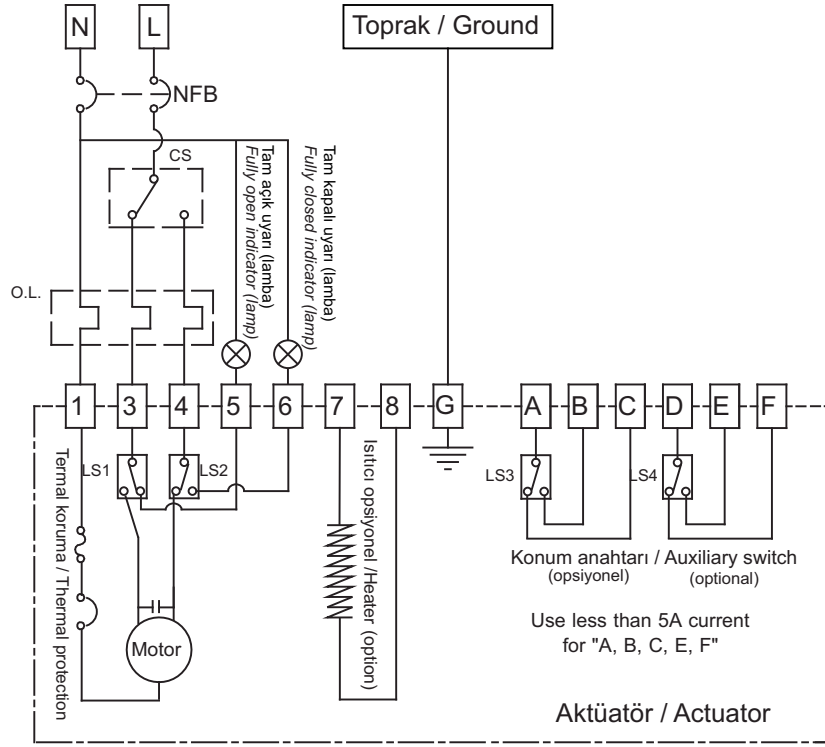 N
L
Toprak / Ground
NFB
CS
Tam açık uyarı (lamba)
Fully open indicator (lamp)
Tam kapalı uyarı (lamba)
Fully closed indicator (lamp)
O.L.
1
3
4
5
6
7
8
G
A
B
C
D
E
F
LS1
LS2
LS3
LS4
Termal koruma / Thermal protection
Motor
Isıtıcı opsiyonel /Heater (option)
Konum anahtarı / Auxiliary switch
(opsiyonel)
(optional)
Use less than 5A current
for "A, B, C, E, F"
Aktüatör / Actuator